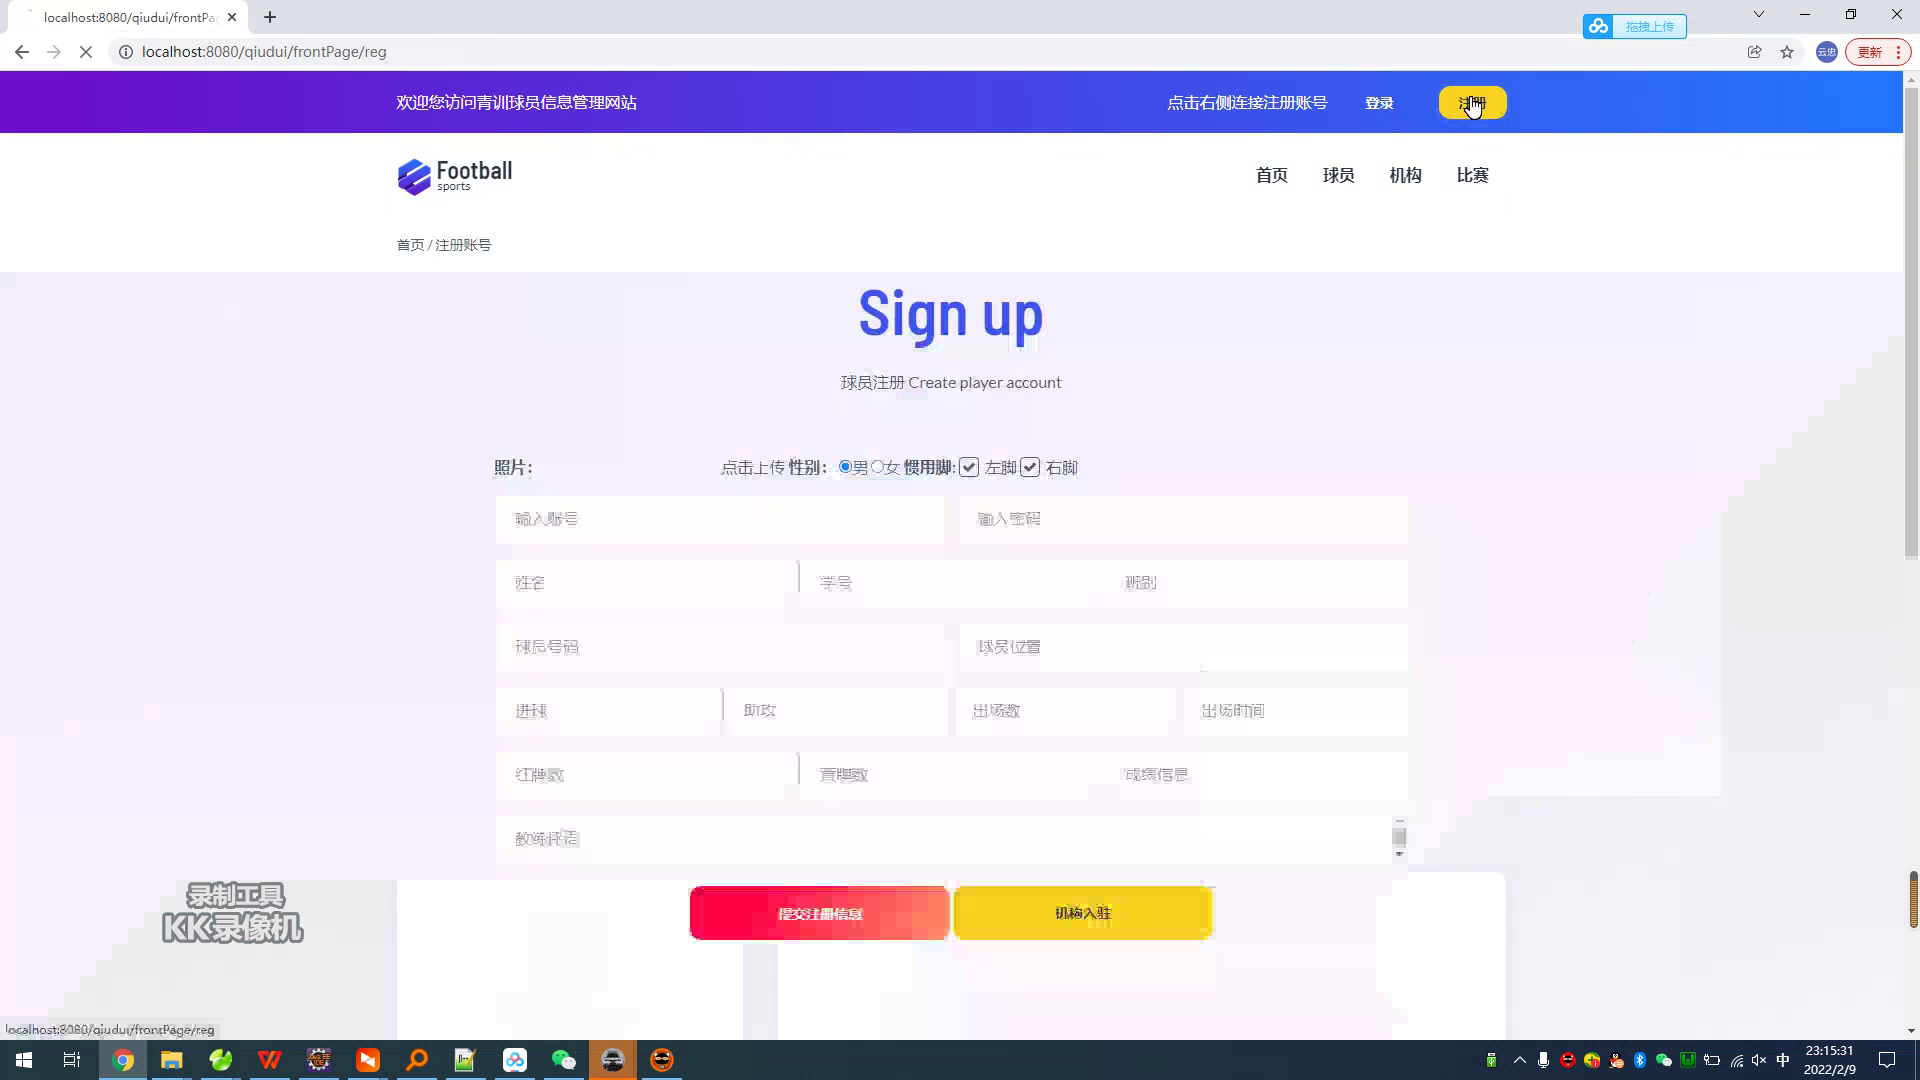 localhost:8080/qiudui/frontPa
拖拽上传
localhost:8080/qiudui/frontPage/reg
云忠
更新
欢迎您访问青训球员信息管理网站
点击右侧连接注册账号
登录
注册
Football
sports
首页
球员
机构
比赛
首页 / 注册账号
Sign up
球员注册 Create player account
照片:
点击上传 性别:
男 女 惯用脚:
左脚 右脚
输入账号
输入密码
姓名
学号
班别
球员号码
球员位置
进球
助攻
出场数
出场时间
红牌数
黄牌数
成绩信息
教练评语
提交注册信息
机构入驻
录制工具
KK录像机
localhost:8080/qiudui/frontPage/reg
中
23:15:31
2022/2/9